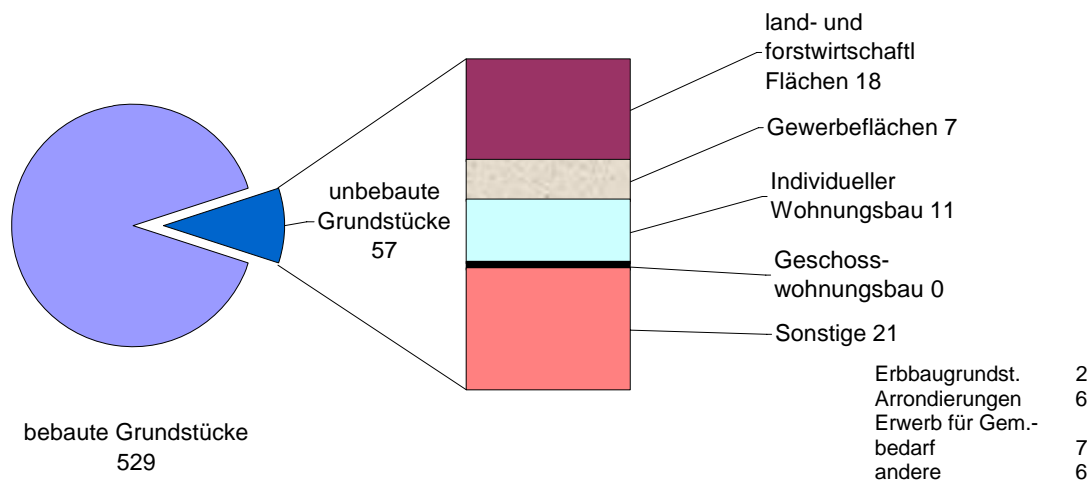 land- und
forstwirtschaftl
Flächen 18
Gewerbeflächen 7
Individueller
Wohnungsbau 11
unbebaute
Grundstücke
57
Geschoss-
wohnungsbau 0
Sonstige 21
Erbbaugrundst. 2
Arrondierungen 6
Erwerb für Gem.-
bedarf 7
andere 6
bebaute Grundstücke
529